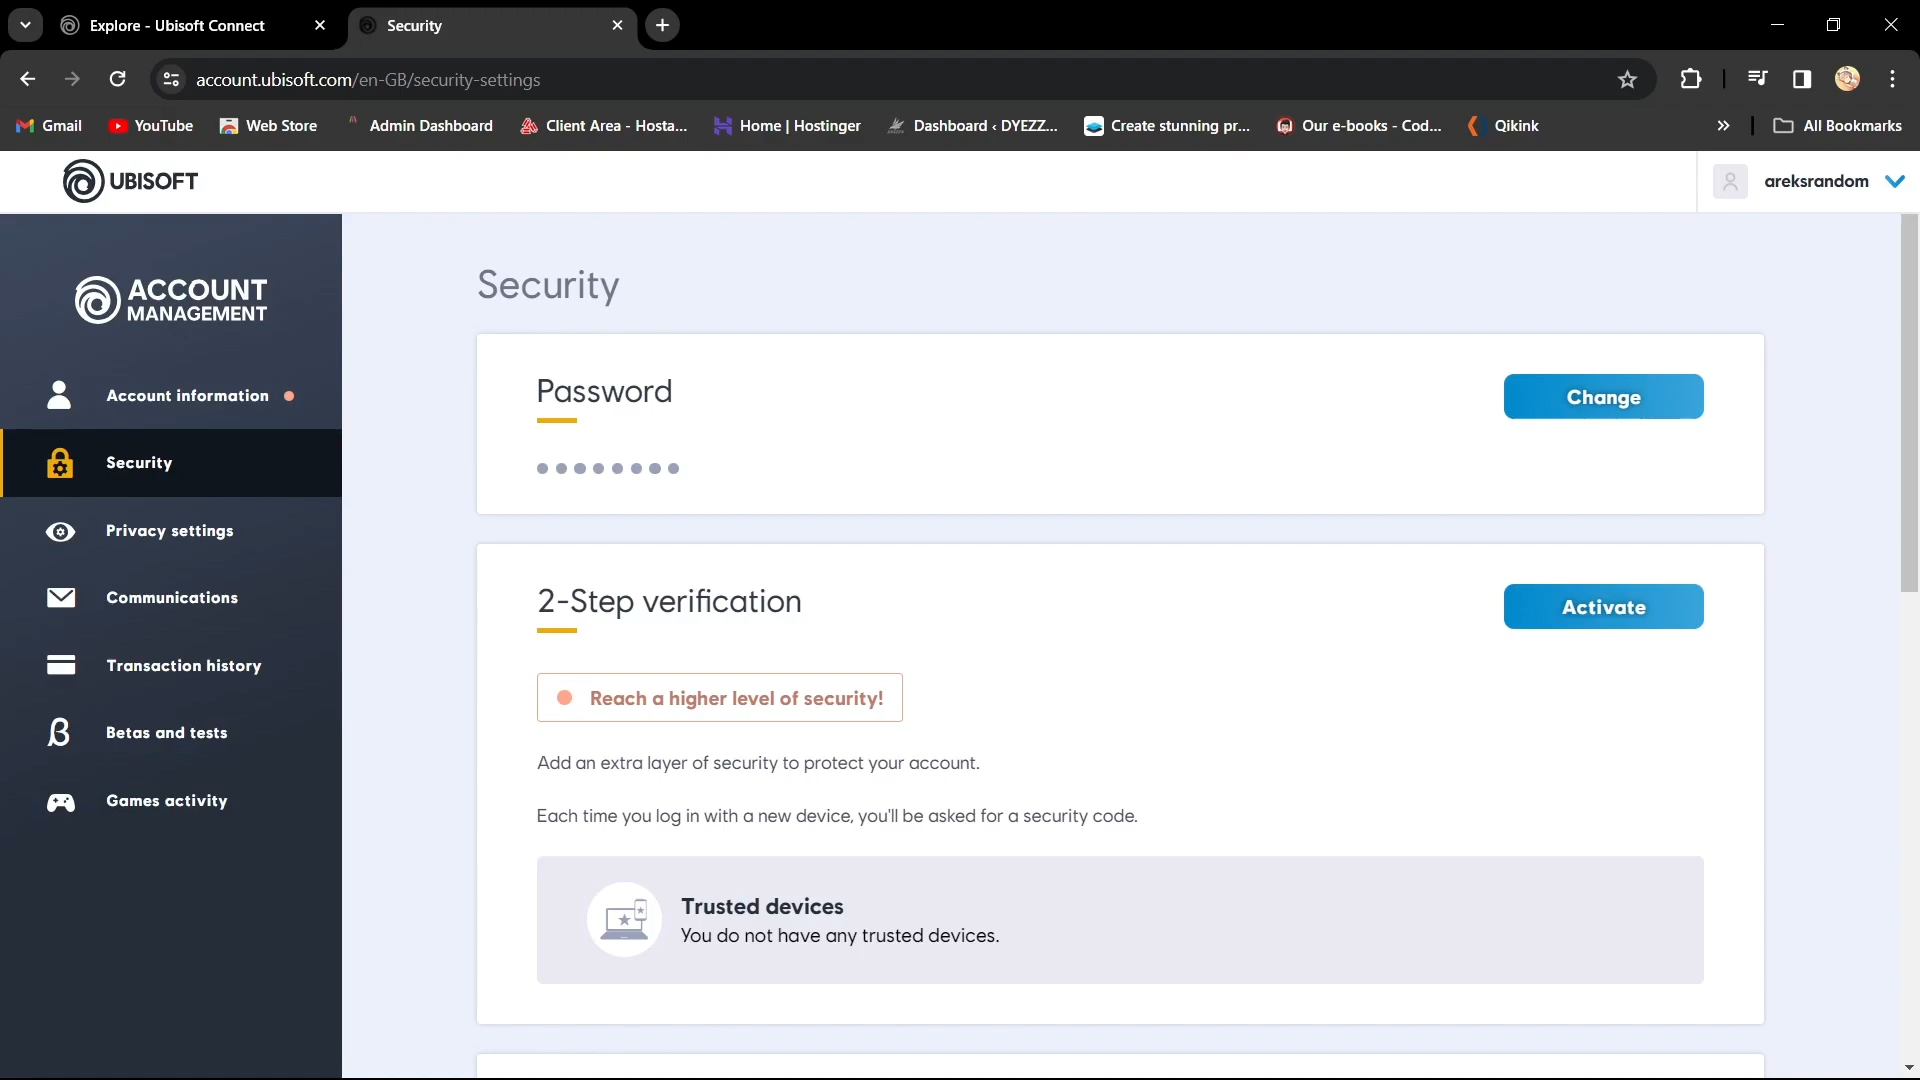 Explore - Ubisoft Connect
Security
account.ubisoft.com/en-GB/security-settings
Gmail
YouTube
Web Store
Admin Dashboard
Client Area - Hosta...
Home | Hostinger
Dashboard ‹ DYEZZ...
Create stunning pr...
Our e-books - Cod...
Qikink
All Bookmarks
UBISOFT
areksrandom
ACCOUNT
MANAGEMENT
Account information
Security
Privacy settings
Communications
Transaction history
Betas and tests
Games activity
Security
Password
Change
2-Step verification
Activate
Reach a higher level of security!
Add an extra layer of security to protect your account.
Each time you log in with a new device, you'll be asked for a security code.
Trusted devices
You do not have any trusted devices.